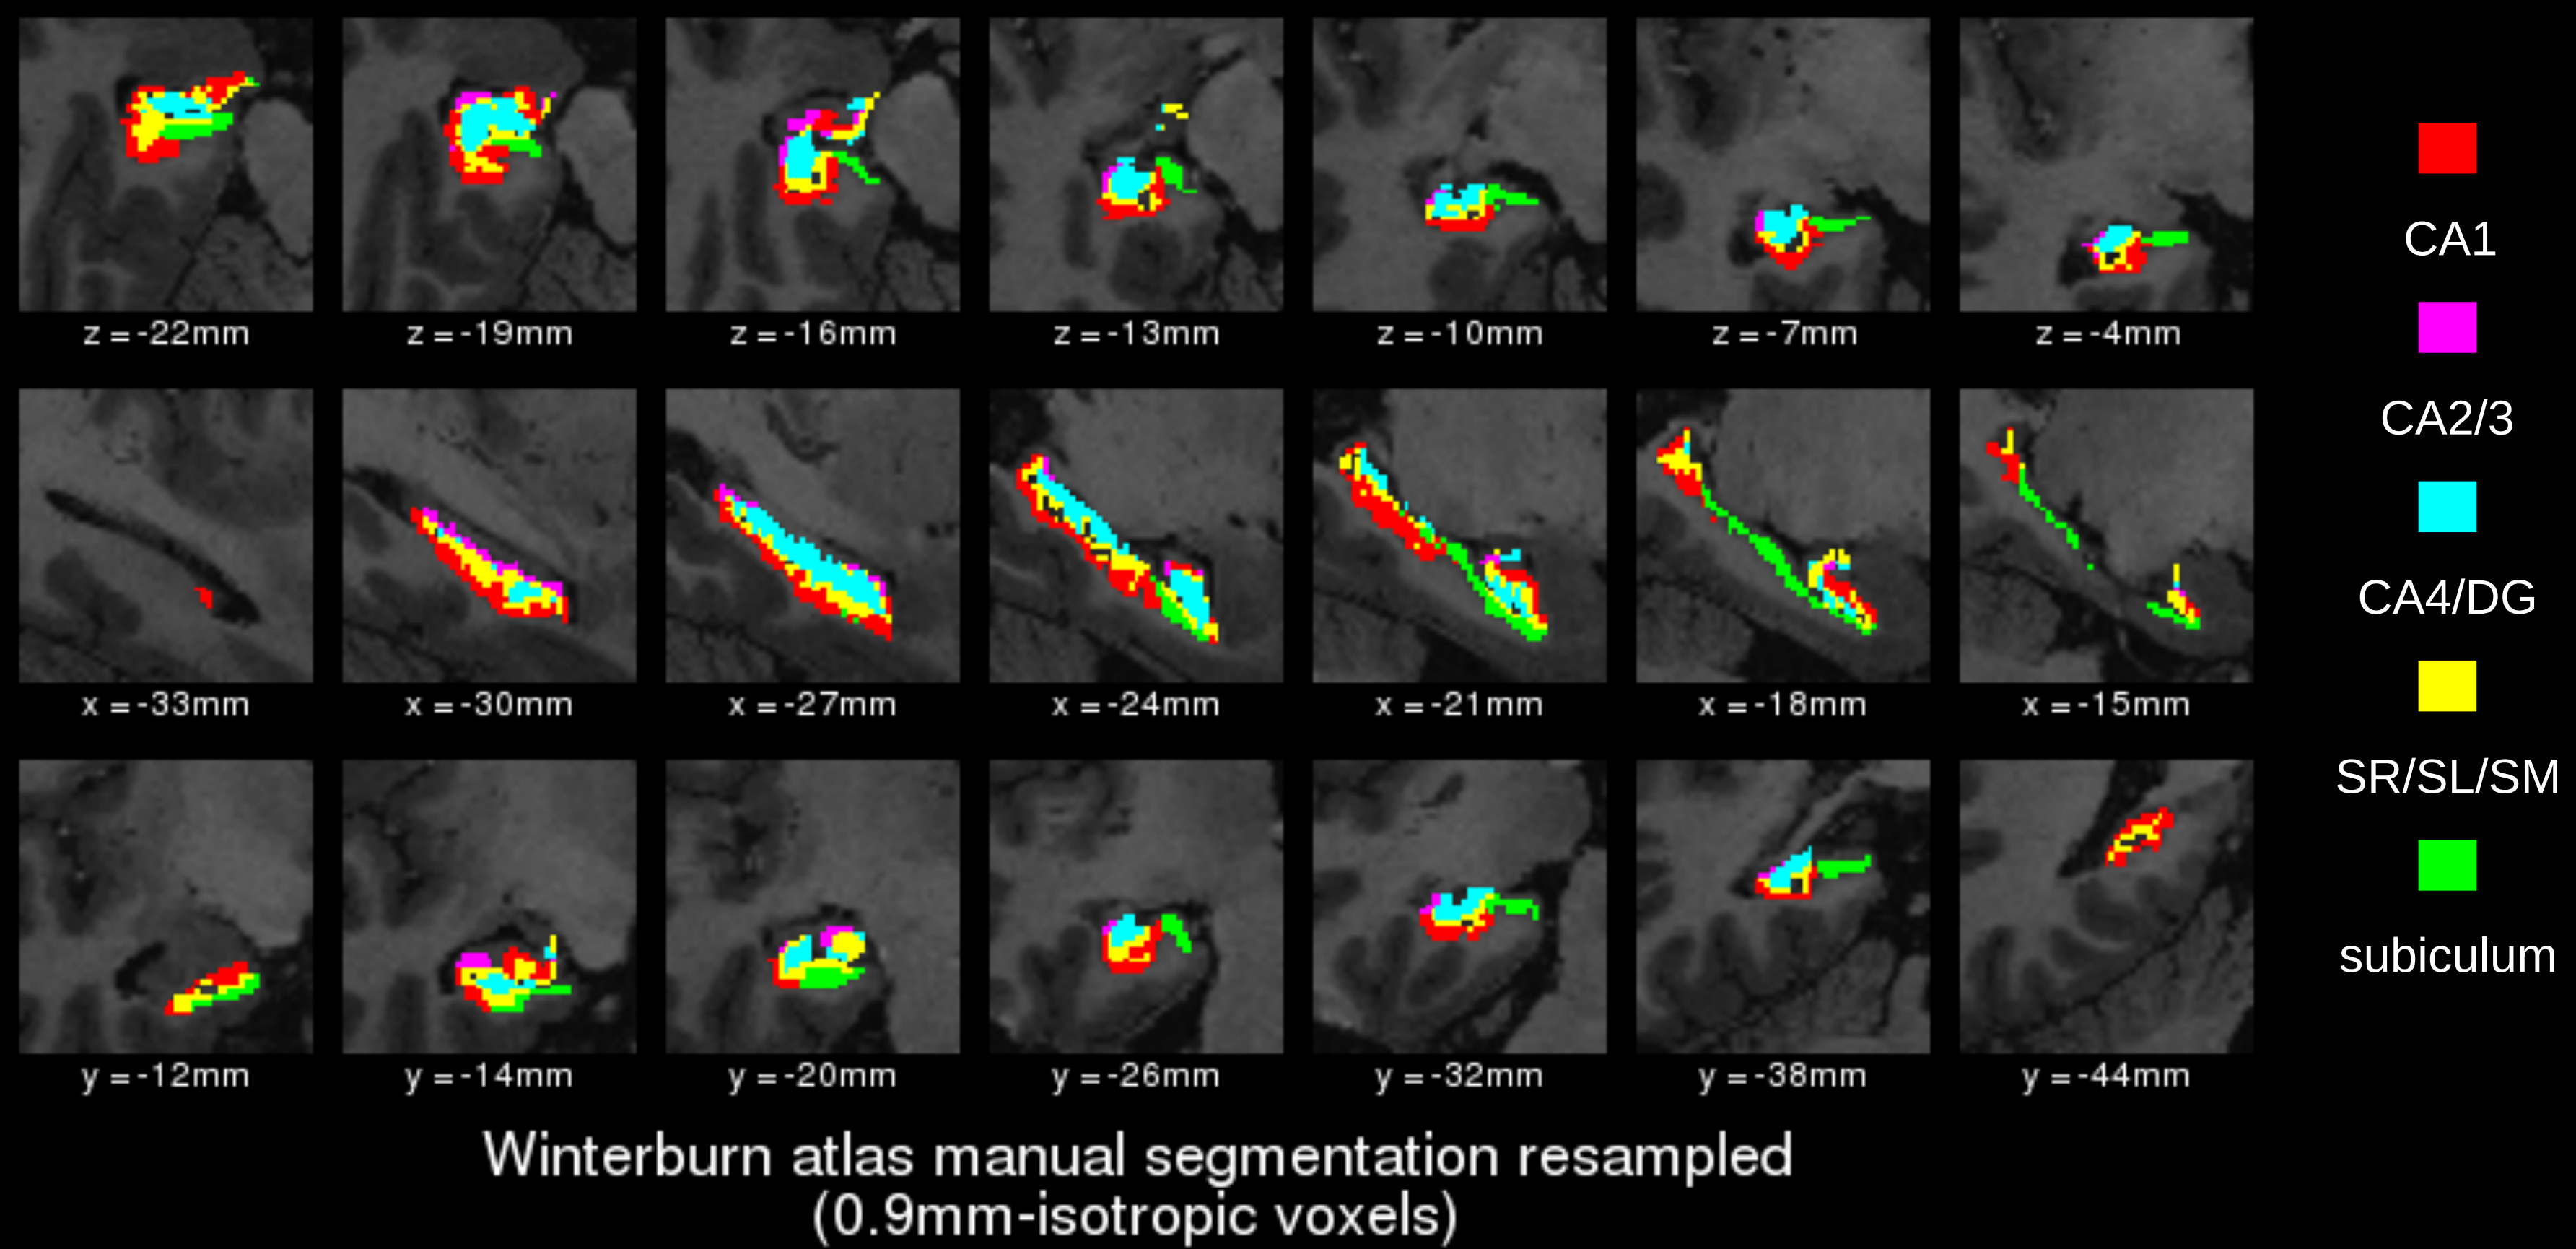 z =-22mm z =-19mm z =-16mm z =-13mm z =-10mm z =-7mm z =-4mm
x =-33mm x =-30mm x =-27mm x =-24mm x =-21mm x =-18mm x =-15mm
y =-12mm y =-14mm y =-20mm y =-26mm y =-32mm y =-38mm y =-44mm
Winterburn atlas manual segmentation resampled
(0.9mm-isotropic voxels)
CA1
CA2/3
CA4/DG
SR/SL/SM
subiculum